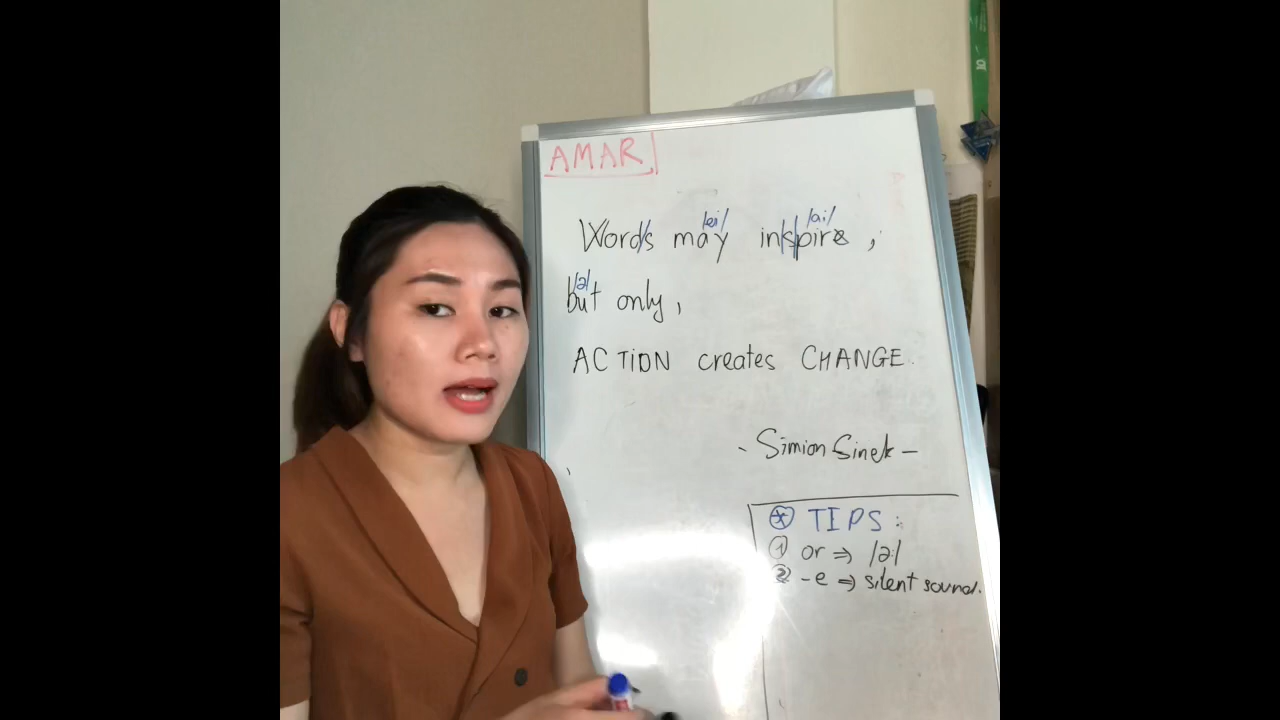 AMAR
/ei/ /ai/
Words may inspire,
/ə/
but only,
ACTION creates CHANGE.
- Simion Sinek -
* TIPS:
1 or => /ə:/
2 -e => silent sound.